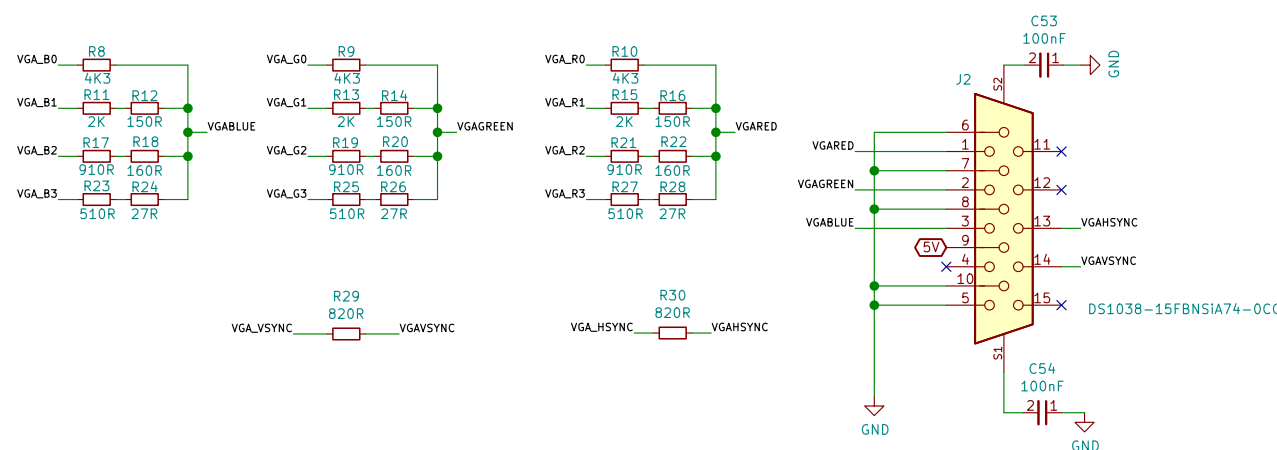 VGA_B0
R8
4K3
VGA_B1
R11
2K
R12
150R
VGABLUE
VGA_B2
R17
910R
R18
160R
VGA_B3
R23
510R
R24
27R
VGA_G0
R9
4K3
VGA_G1
R13
2K
R14
150R
VGAGREEN
VGA_G2
R19
910R
R20
160R
VGA_G3
R25
510R
R26
27R
VGA_R0
R10
4K3
VGA_R1
R15
2K
R16
150R
VGARED
VGA_R2
R21
910R
R22
160R
VGA_R3
R27
510R
R28
27R
R29
820R
VGA_VSYNC
VGAVSYNC
R30
820R
VGA_HSYNC
VGAHSYNC
C53
100nF
2 1
GND
J2
S2
6
VGARED 1
11
7
VGAGREEN 2
12
8
VGABLUE 3
13 VGAHSYNC
5V 9
4
14 VGAVSYNC
10
5
15
DS1038-15FBNSiA74-0CC
S1
C54
100nF
2 1
GND
GND